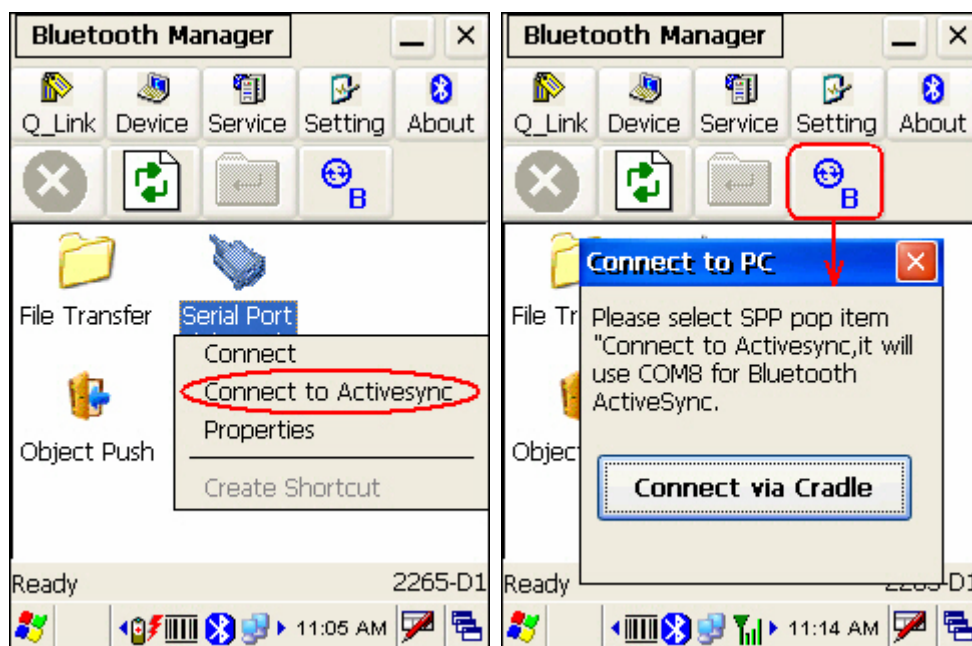 Bluetooth Manager
Q_Link Device Service Setting About
B
File Transfer
Serial Port
Connect
Connect to Activesync
Properties
Create Shortcut
Object Push
Ready
2265-D1
11:05 AM
Bluetooth Manager
Q_Link Device Service Setting About
B
Connect to PC
File Tr
Please select SPP pop item
"Connect to Activesync,it will
use COM8 for Bluetooth
ActiveSync.
Objec
Connect via Cradle
Ready
11:14 AM